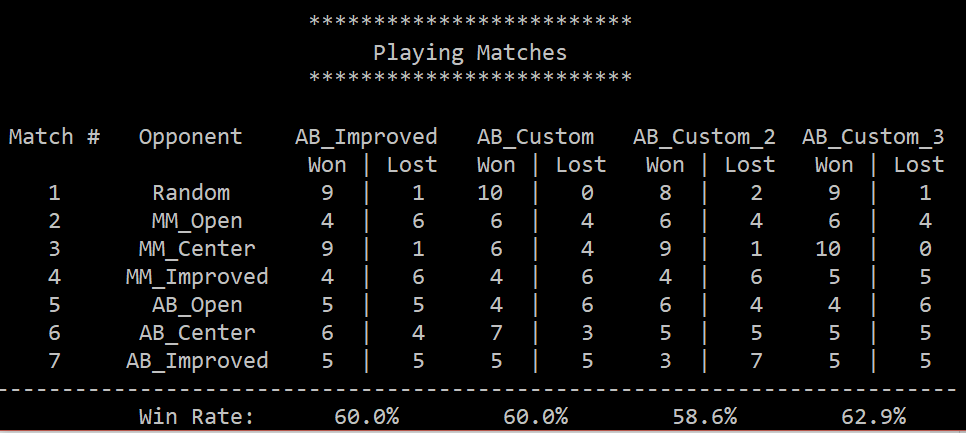 *************************
Playing Matches
*************************
Match # Opponent AB_Improved AB_Custom AB_Custom_2 AB_Custom_3
Won | Lost Won | Lost Won | Lost Won | Lost
1 Random 9 | 1 10 | 0 8 | 2 9 | 1
2 MM_Open 4 | 6 6 | 4 6 | 4 6 | 4
3 MM_Center 9 | 1 6 | 4 9 | 1 10 | 0
4 MM_Improved 4 | 6 4 | 6 4 | 6 5 | 5
5 AB_Open 5 | 5 4 | 6 6 | 4 4 | 6
6 AB_Center 6 | 4 7 | 3 5 | 5 5 | 5
7 AB_Improved 5 | 5 5 | 5 3 | 7 5 | 5
--------------------------------------------------------------------------
Win Rate: 60.0% 60.0% 58.6% 62.9%